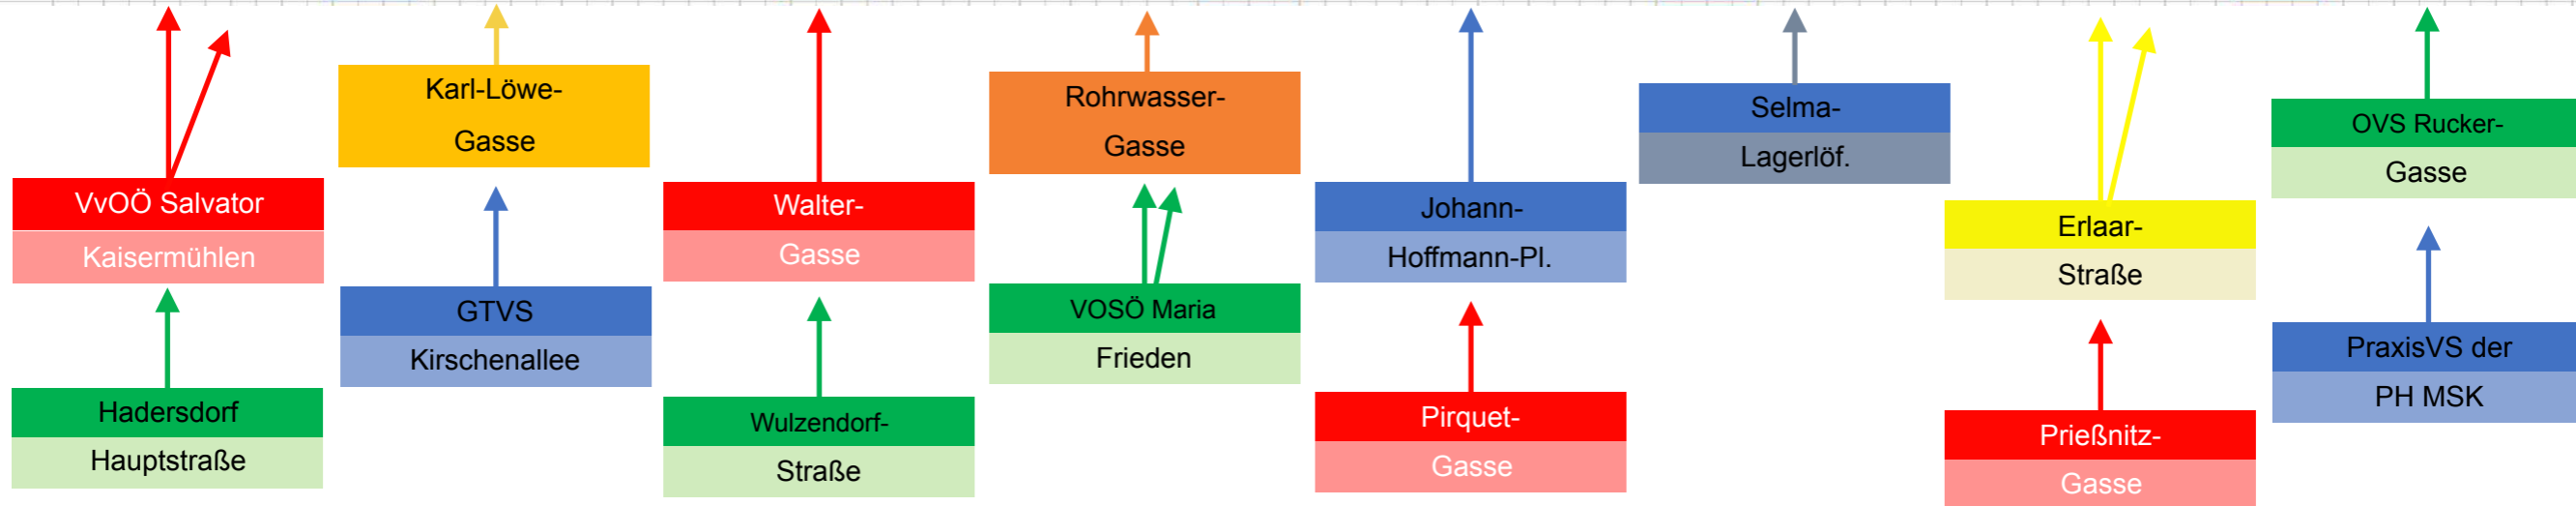 VvOÖ Salvator
Kaisermühlen
Hadersdorf
Hauptstraße
Karl-Löwe-
Gasse
GTVS
Kirschenallee
Walter-
Gasse
Wulzendorf-
Straße
Rohrwasser-
Gasse
VOSÖ Maria
Frieden
Johann-
Hoffmann-Pl.
Pirquet-
Gasse
Selma-
Lagerlöf.
Erlaar-
Straße
Prießnitz-
Gasse
OVS Rucker-
Gasse
PraxisVS der
PH MSK